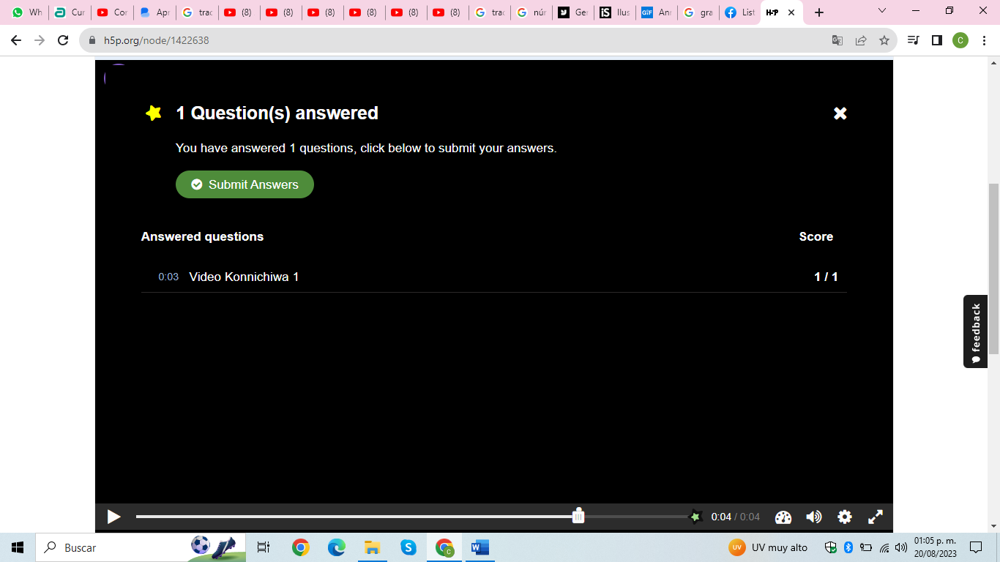 Wh
Cur
Cor
Apr
trac
(8)
(8)
(8)
(8)
(8)
(8)
trac
núr
Ger
iS
Ilus
GIF
Ani
gra
List
H-P
h5p.org/node/1422638
C
1 Question(s) answered
You have answered 1 questions, click below to submit your answers.
Submit Answers
Answered questions
Score
0:03
Video Konnichiwa 1
1 / 1
feedback
0:04 / 0:04
Buscar
UV
UV muy alto
01:05 p. m.
20/08/2023